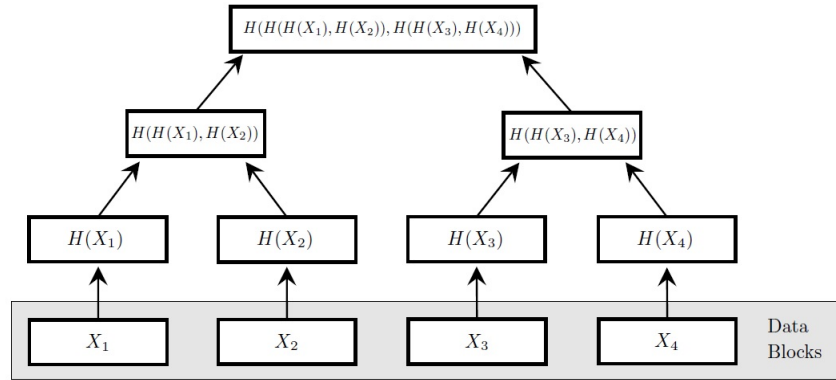 H(H(H(X₁), H(X₂)), H(H(X₃), H(X₄)))
H(H(X₁), H(X₂))
H(H(X₃), H(X₄))
H(X₁)
H(X₂)
H(X₃)
H(X₄)
X₁
X₂
X₃
X₄
Data
Blocks